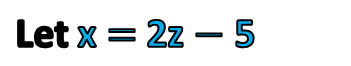 Let x = 2z – 5